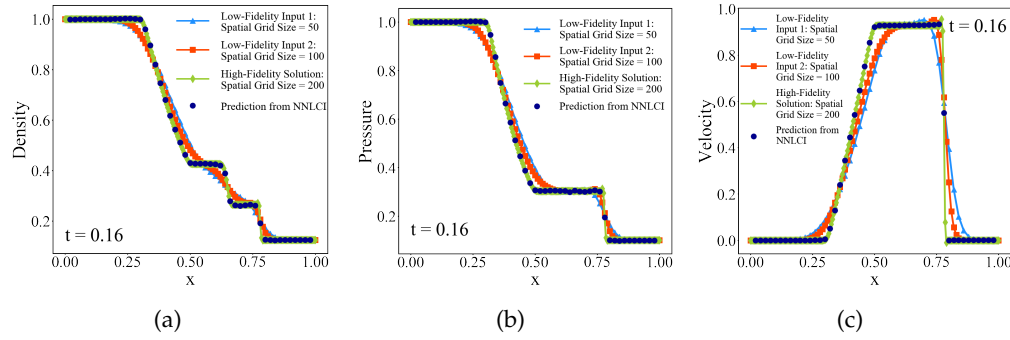 Low-Fidelity Input 1:
Spatial Grid Size = 50
Low-Fidelity Input 2:
Spatial Grid Size = 100
High-Fidelity Solution:
Spatial Grid Size = 200
Prediction from NNLCI
Density
1.0
0.8
0.6
0.4
0.2
t = 0.16
0.00 0.25 0.50 0.75 1.00
x
(a)
Low-Fidelity Input 1:
Spatial Grid Size = 50
Low-Fidelity Input 2:
Spatial Grid Size = 100
High-Fidelity Solution:
Spatial Grid Size = 200
Prediction from NNLCI
Pressure
1.0
0.8
0.6
0.4
0.2
t = 0.16
0.00 0.25 0.50 0.75 1.00
x
(b)
Low-Fidelity
Input 1: Spatial
Grid Size = 50
Low-Fidelity
Input 2: Spatial
Grid Size = 100
High-Fidelity
Solution: Spatial
Grid Size = 200
Prediction from
NNLCI
t = 0.16
Velocity
1.0
0.8
0.6
0.4
0.2
0.0
0.00 0.25 0.50 0.75 1.00
x
(c)